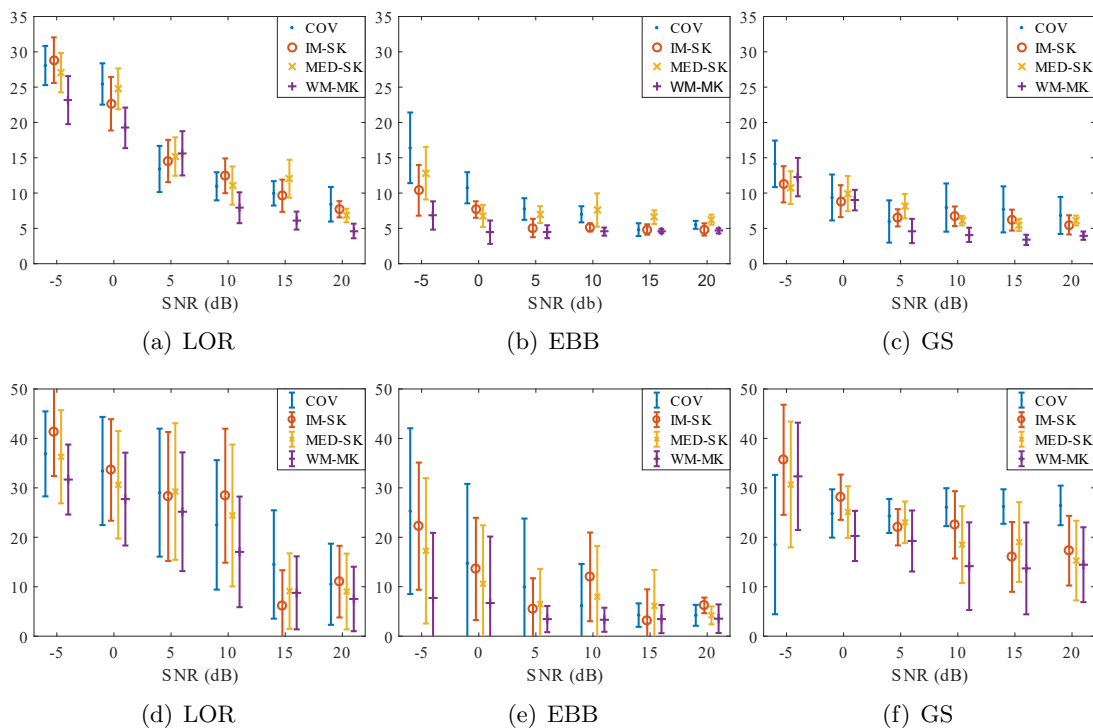 35
30
25
20
15
10
5
0
-5 0 5 10 15 20
SNR (dB)
COV
IM-SK
MED-SK
WM-MK
(a) LOR
35
30
25
20
15
10
5
0
-5 0 5 10 15 20
SNR (db)
COV
IM-SK
MED-SK
WM-MK
(b) EBB
35
30
25
20
15
10
5
0
-5 0 5 10 15 20
SNR (dB)
COV
IM-SK
MED-SK
WM-MK
(c) GS
50
40
30
20
10
0
-5 0 5 10 15 20
SNR (dB)
COV
IM-SK
MED-SK
WM-MK
(d) LOR
50
40
30
20
10
0
-5 0 5 10 15 20
SNR (dB)
COV
IM-SK
MED-SK
WM-MK
(e) EBB
50
40
30
20
10
0
-5 0 5 10 15 20
SNR (dB)
COV
IM-SK
MED-SK
WM-MK
(f) GS